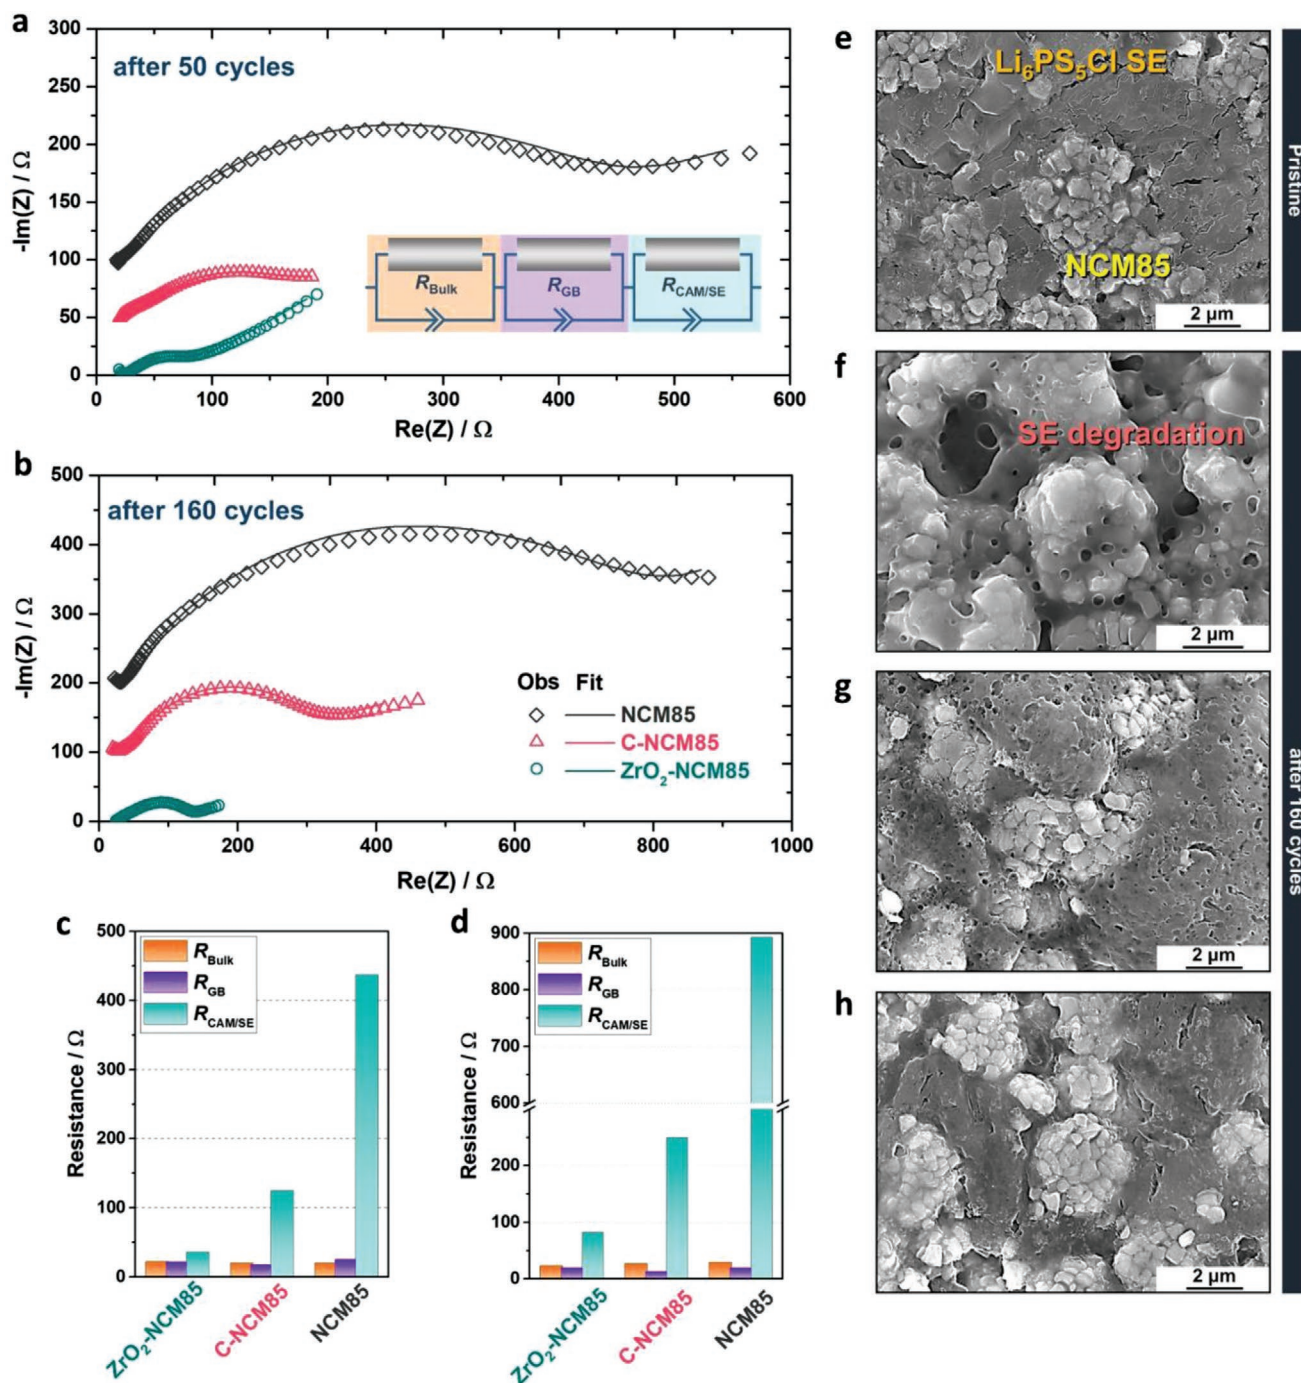 a
300
250
200
150
100
50
0
-Im(Z) / Ω
after 50 cycles
R_Bulk
R_GB
R_CAM/SE
0 100 200 300 400 500 600
Re(Z) / Ω
b
500
400
300
200
100
0
-Im(Z) / Ω
after 160 cycles
Obs Fit
NCM85
C-NCM85
ZrO₂-NCM85
0 200 400 600 800 1000
Re(Z) / Ω
c
500
400
300
200
100
0
Resistance / Ω
R_Bulk
R_GB
R_CAM/SE
ZrO₂-NCM85
C-NCM85
NCM85
d
900
800
700
600
200
100
0
Resistance / Ω
R_Bulk
R_GB
R_CAM/SE
ZrO₂-NCM85
C-NCM85
NCM85
e
Li₆PS₅Cl SE
NCM85
2 µm
Pristine
f
SE degradation
2 µm
g
2 µm
h
2 µm
after 160 cycles